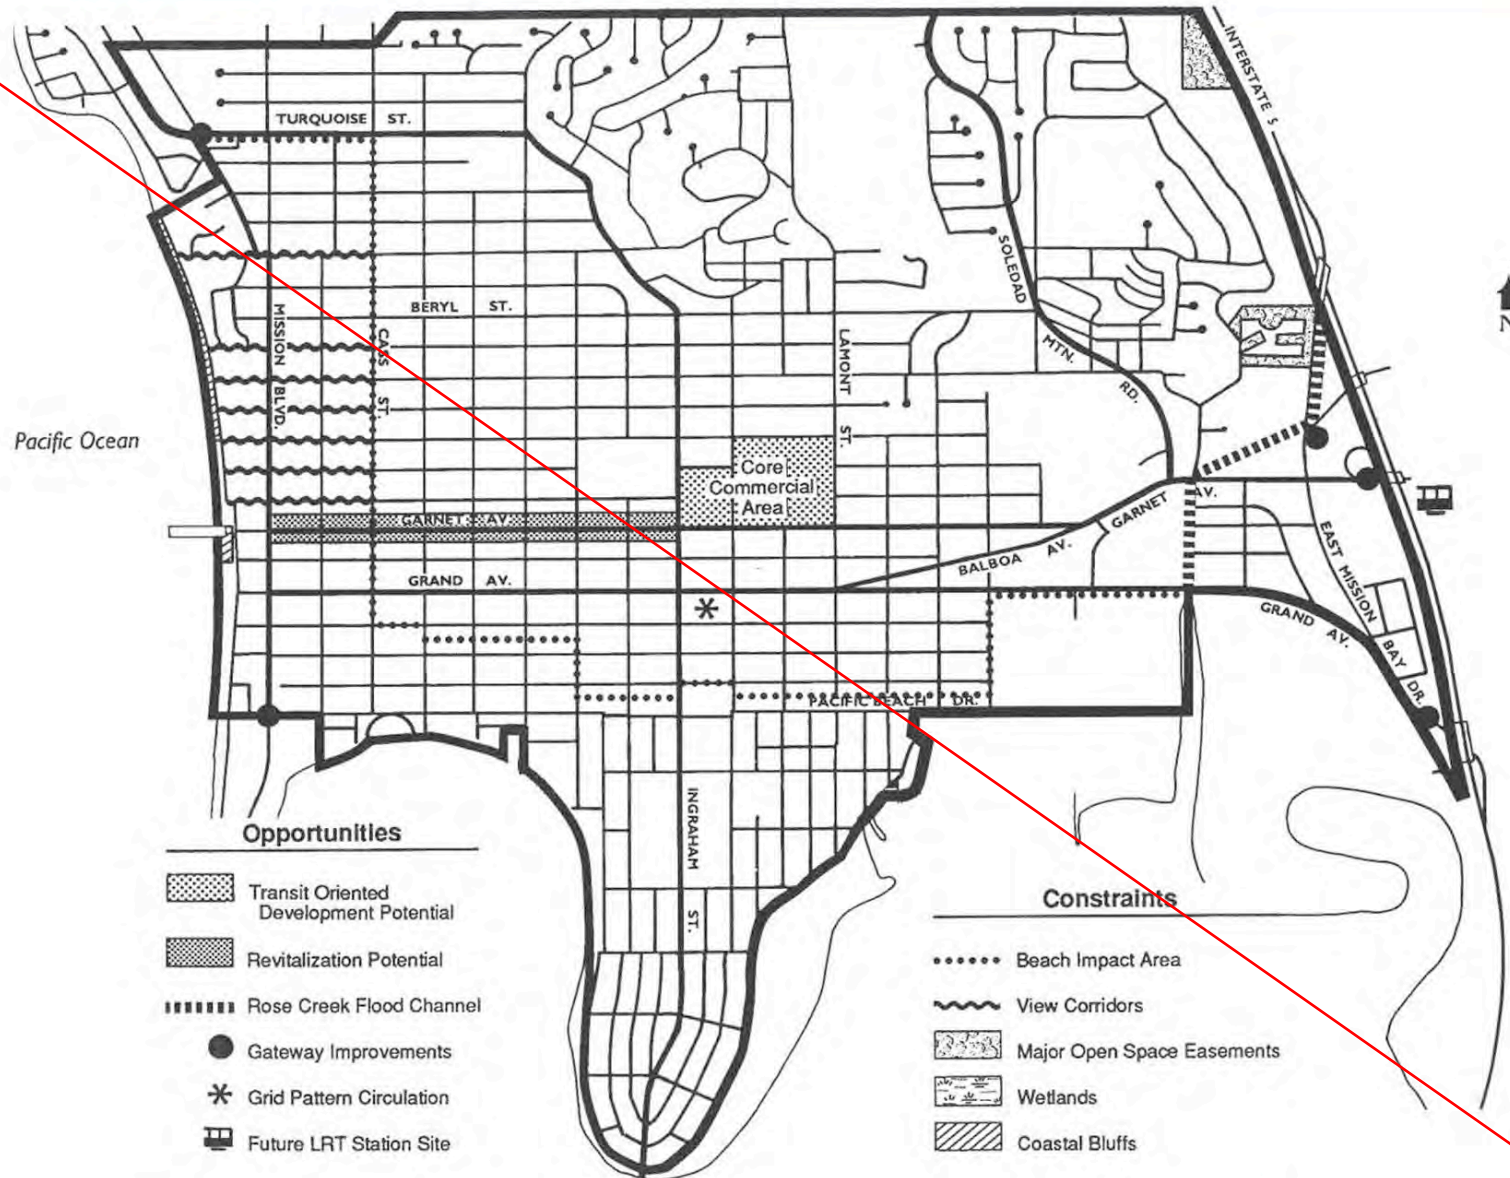 INTERSTATE 5
TURQUOISE ST.
SOLEDAD
MTN.
RD.
BERYL ST.
MISSION BLVD.
CASS ST.
LAMONT ST.
N
Pacific Ocean
Core
Commercial
Area
GARNET AV.
GARNET AV.
BALBOA AV.
EAST MISSION BAY DR.
GRAND AV.
GRAND AV.
PACIFIC BEACH DR.
INGRAHAM ST.
Opportunities
Transit Oriented
Development Potential
Revitalization Potential
Rose Creek Flood Channel
Gateway Improvements
Grid Pattern Circulation
Future LRT Station Site
Constraints
Beach Impact Area
View Corridors
Major Open Space Easements
Wetlands
Coastal Bluffs